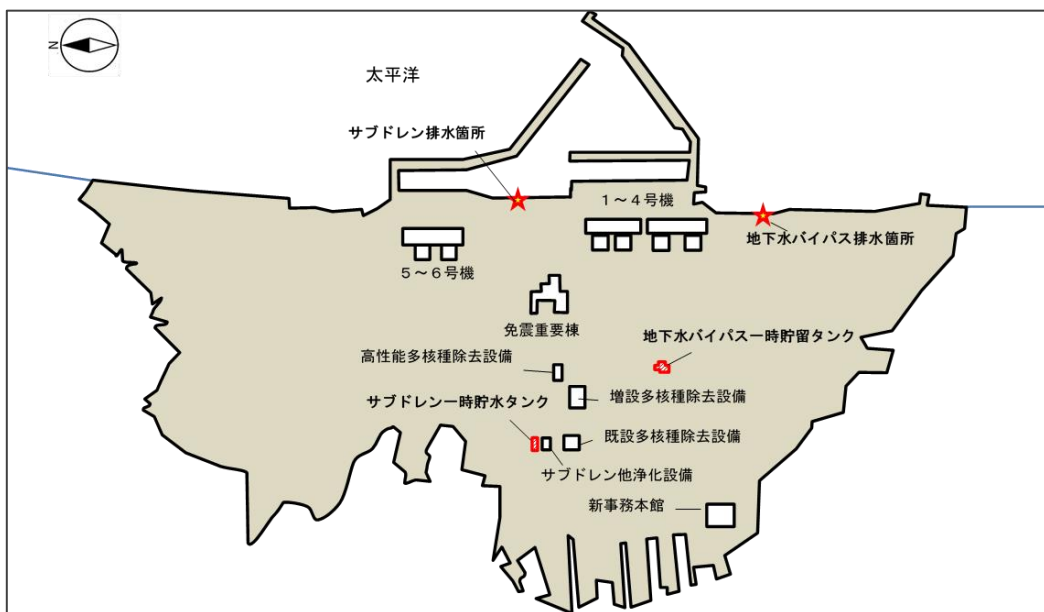 N
太平洋
サブドレン排水箇所
1～4号機
地下水バイパス排水箇所
５～６号機
免震重要棟
地下水バイパス一時貯留タンク
高性能多核種除去設備
増設多核種除去設備
サブドレン一時貯水タンク
既設多核種除去設備
サブドレン他浄化設備
新事務本館